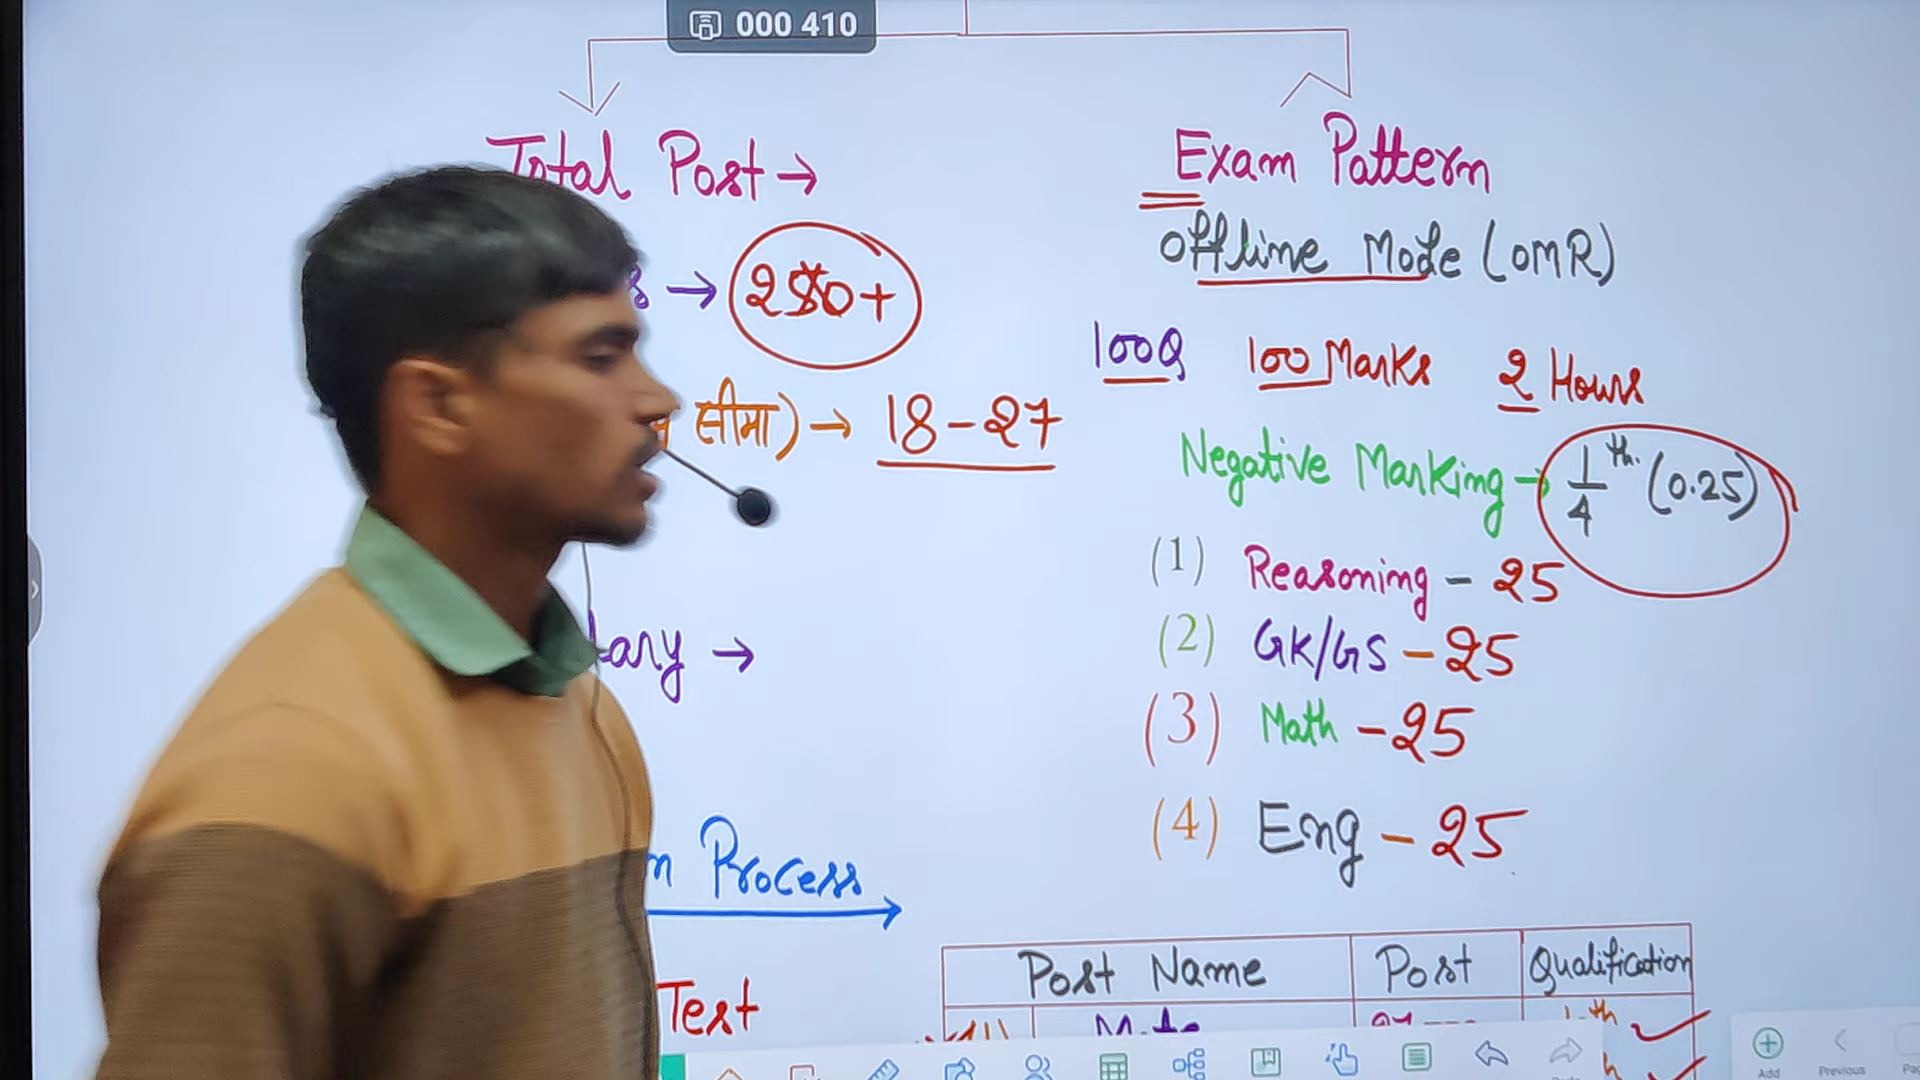 000 410
Total Post →
→ 250+
सीमा) → 18-27
→
Process
Test
Exam Pattern
Offline Mode (OMR)
100Q 100 Marks 2 Hours
Negative Marking → 1/4 th. (0.25)
(1) Reasoning - 25
(2) GK/GS - 25
(3) Math - 25
(4) Eng - 25
Post Name Post Qualification
Add Previous